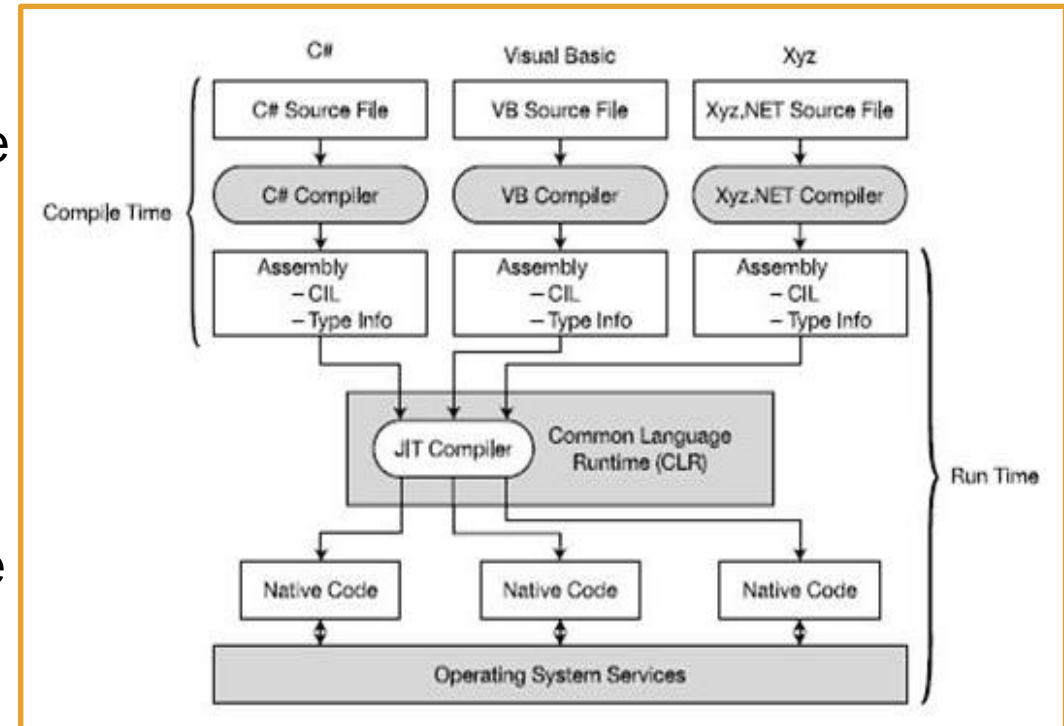 C#
Visual Basic
Xyz
C# Source File
VB Source File
Xyz.NET Source File
C# Compiler
VB Compiler
Xyz.NET Compiler
Compile Time
Assembly
– CIL
– Type Info
Assembly
– CIL
– Type Info
Assembly
– CIL
– Type Info
JIT Compiler
Common Language
Runtime (CLR)
Run Time
Native Code
Native Code
Native Code
Operating System Services